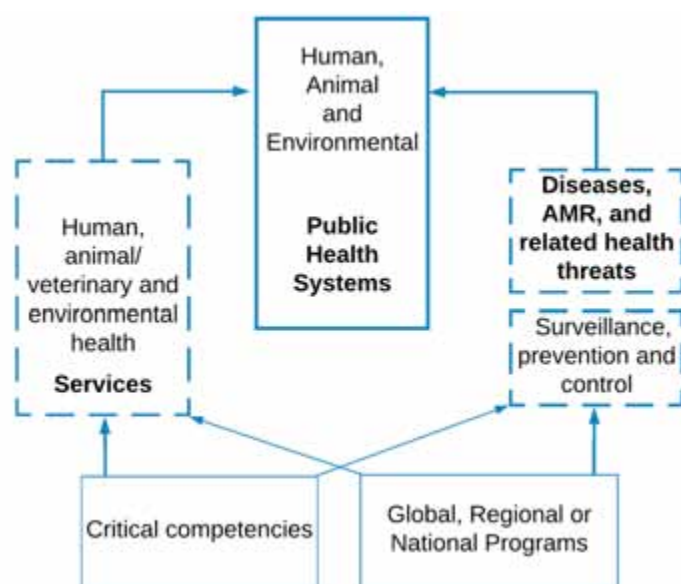 Human,
Animal
and
Environmental
Public
Health
Systems
Human,
animal/
veterinary and
environmental
health
Services
Diseases,
AMR, and
related health
threats
Surveillance,
prevention and
control
Critical competencies
Global, Regional or
National Programs